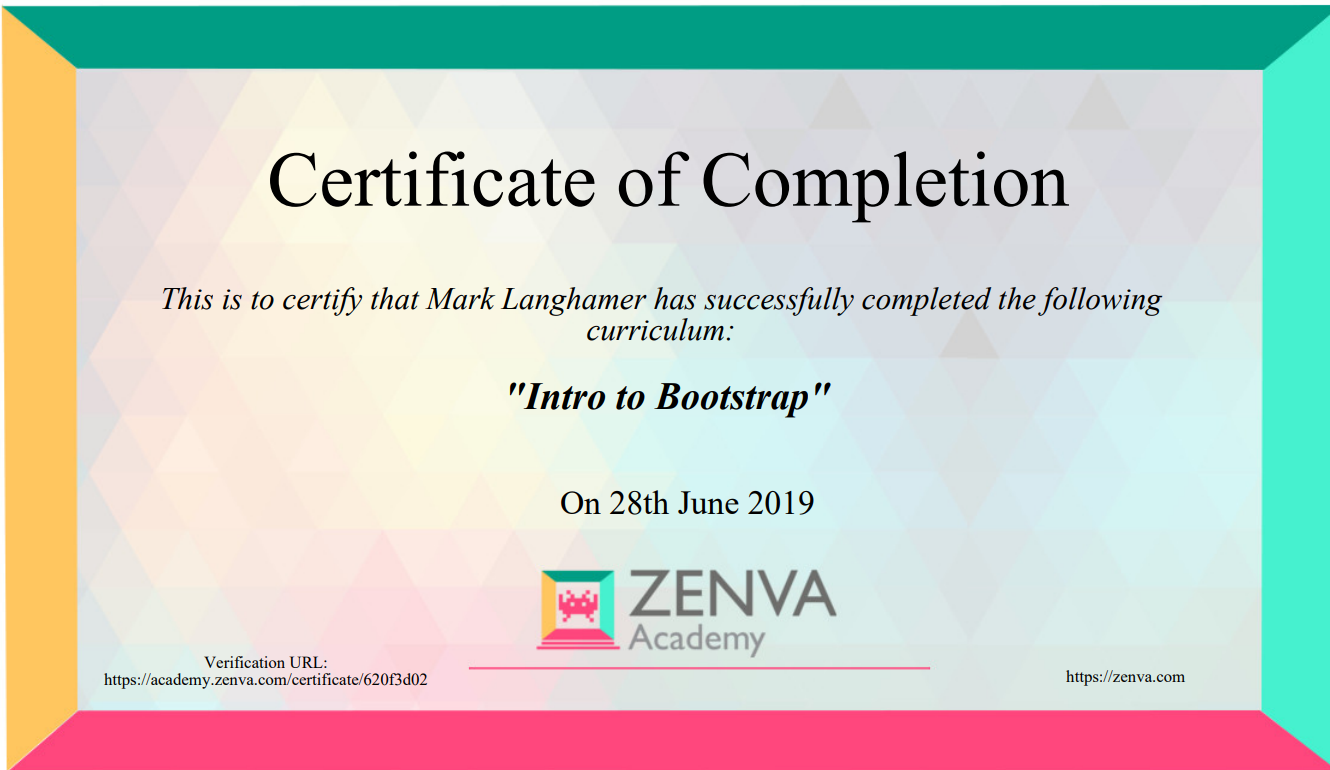 Certificate of Completion
This is to certify that Mark Langhamer has successfully completed the following
curriculum:
"Intro to Bootstrap"
On 28th June 2019
ZENVA
Academy
Verification URL:
https://academy.zenva.com/certificate/620f3d02
https://zenva.com